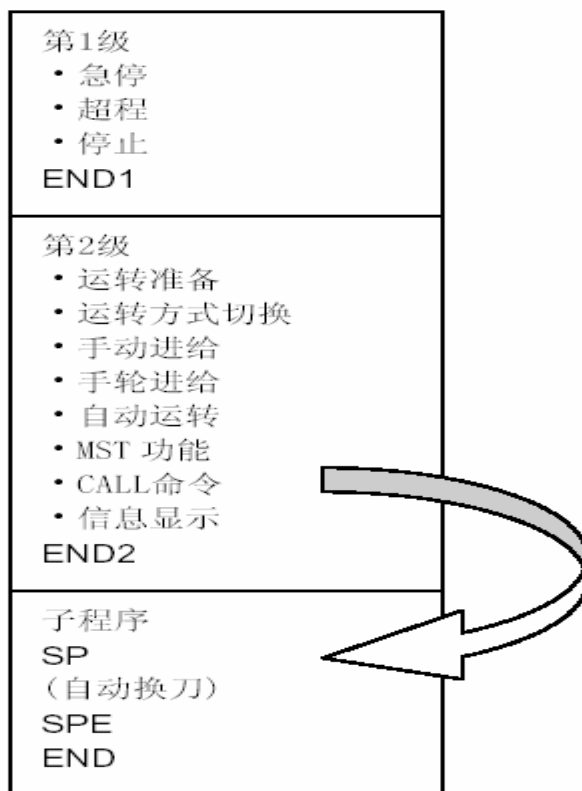 第1级
・急停
・超程
・停止
END1
第2级
・运转准备
・运转方式切换
・手动进给
・手轮进给
・自动运转
・MST 功能
・CALL命令
・信息显示
END2
子程序
SP
（自动换刀）
SPE
END